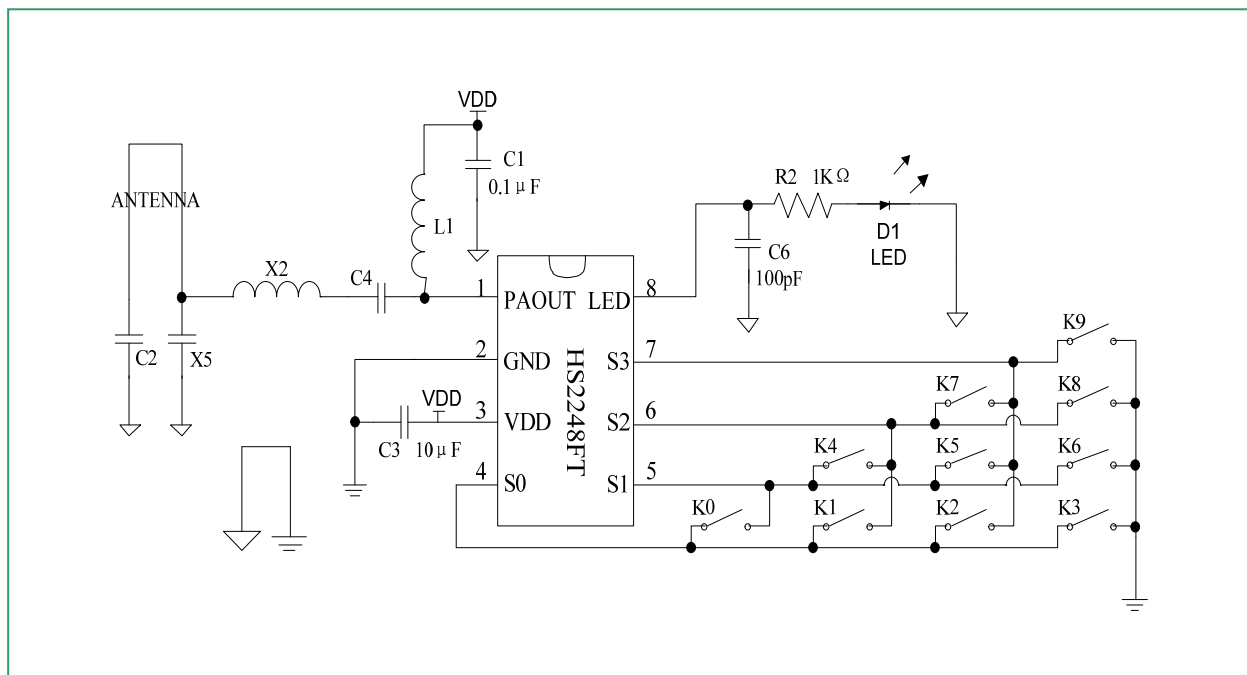 VDD
C1
0.1μF
ANTENNA
L1
X2
C4
C2
X5
R2 1KΩ
D1
LED
C6
100pF
1 PAOUT LED 8
2 GND S3 7
3 VDD S2 6
4 S0 S1 5
HS2248FT
VDD
C3 10μF
K9
K7
K8
K4
K5
K6
K0
K1
K2
K3